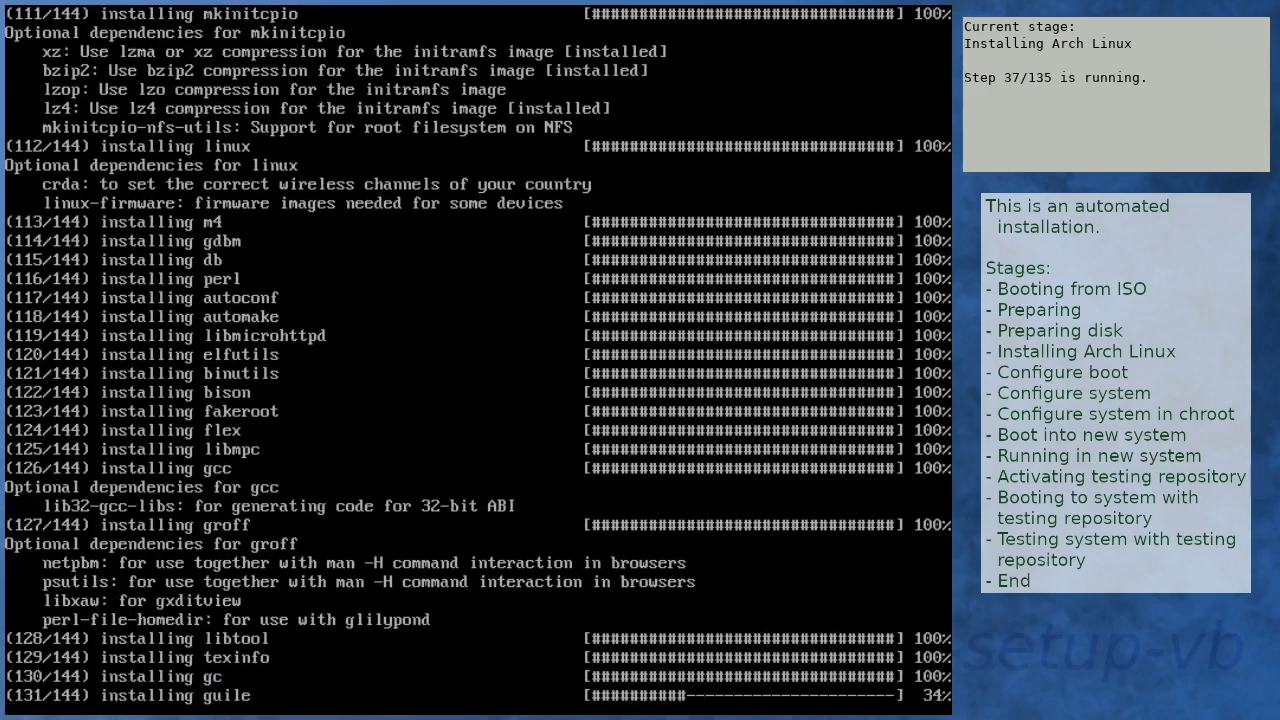 (111/144) installing mkinitcpio [################################] 100%
Optional dependencies for mkinitcpio
xz: Use lzma or xz compression for the initramfs image [installed]
bzip2: Use bzip2 compression for the initramfs image [installed]
lzop: Use lzo compression for the initramfs image
lz4: Use lz4 compression for the initramfs image [installed]
mkinitcpio-nfs-utils: Support for root filesystem on NFS
(112/144) installing linux [################################] 100%
Optional dependencies for linux
crda: to set the correct wireless channels of your country
linux-firmware: firmware images needed for some devices
(113/144) installing m4 [################################] 100%
(114/144) installing gdbm [################################] 100%
(115/144) installing db [################################] 100%
(116/144) installing perl [################################] 100%
(117/144) installing autoconf [################################] 100%
(118/144) installing automake [################################] 100%
(119/144) installing libmicrohttpd [################################] 100%
(120/144) installing elfutils [################################] 100%
(121/144) installing binutils [################################] 100%
(122/144) installing bison [################################] 100%
(123/144) installing fakeroot [################################] 100%
(124/144) installing flex [################################] 100%
(125/144) installing libmpc [################################] 100%
(126/144) installing gcc [################################] 100%
Optional dependencies for gcc
lib32-gcc-libs: for generating code for 32-bit ABI
(127/144) installing groff [################################] 100%
Optional dependencies for groff
netpbm: for use together with man -H command interaction in browsers
psutils: for use together with man -H command interaction in browsers
libxaw: for gxditview
perl-file-homedir: for use with glilypond
(128/144) installing libtool [################################] 100%
(129/144) installing texinfo [################################] 100%
(130/144) installing gc [################################] 100%
(131/144) installing guile [##########----------------------] 34%
Current stage:
Installing Arch Linux
Step 37/135 is running.
This is an automated
installation.
Stages:
- Booting from ISO
- Preparing
- Preparing disk
- Installing Arch Linux
- Configure boot
- Configure system
- Configure system in chroot
- Boot into new system
- Running in new system
- Activating testing repository
- Booting to system with
testing repository
- Testing system with testing
repository
- End
setup-vb